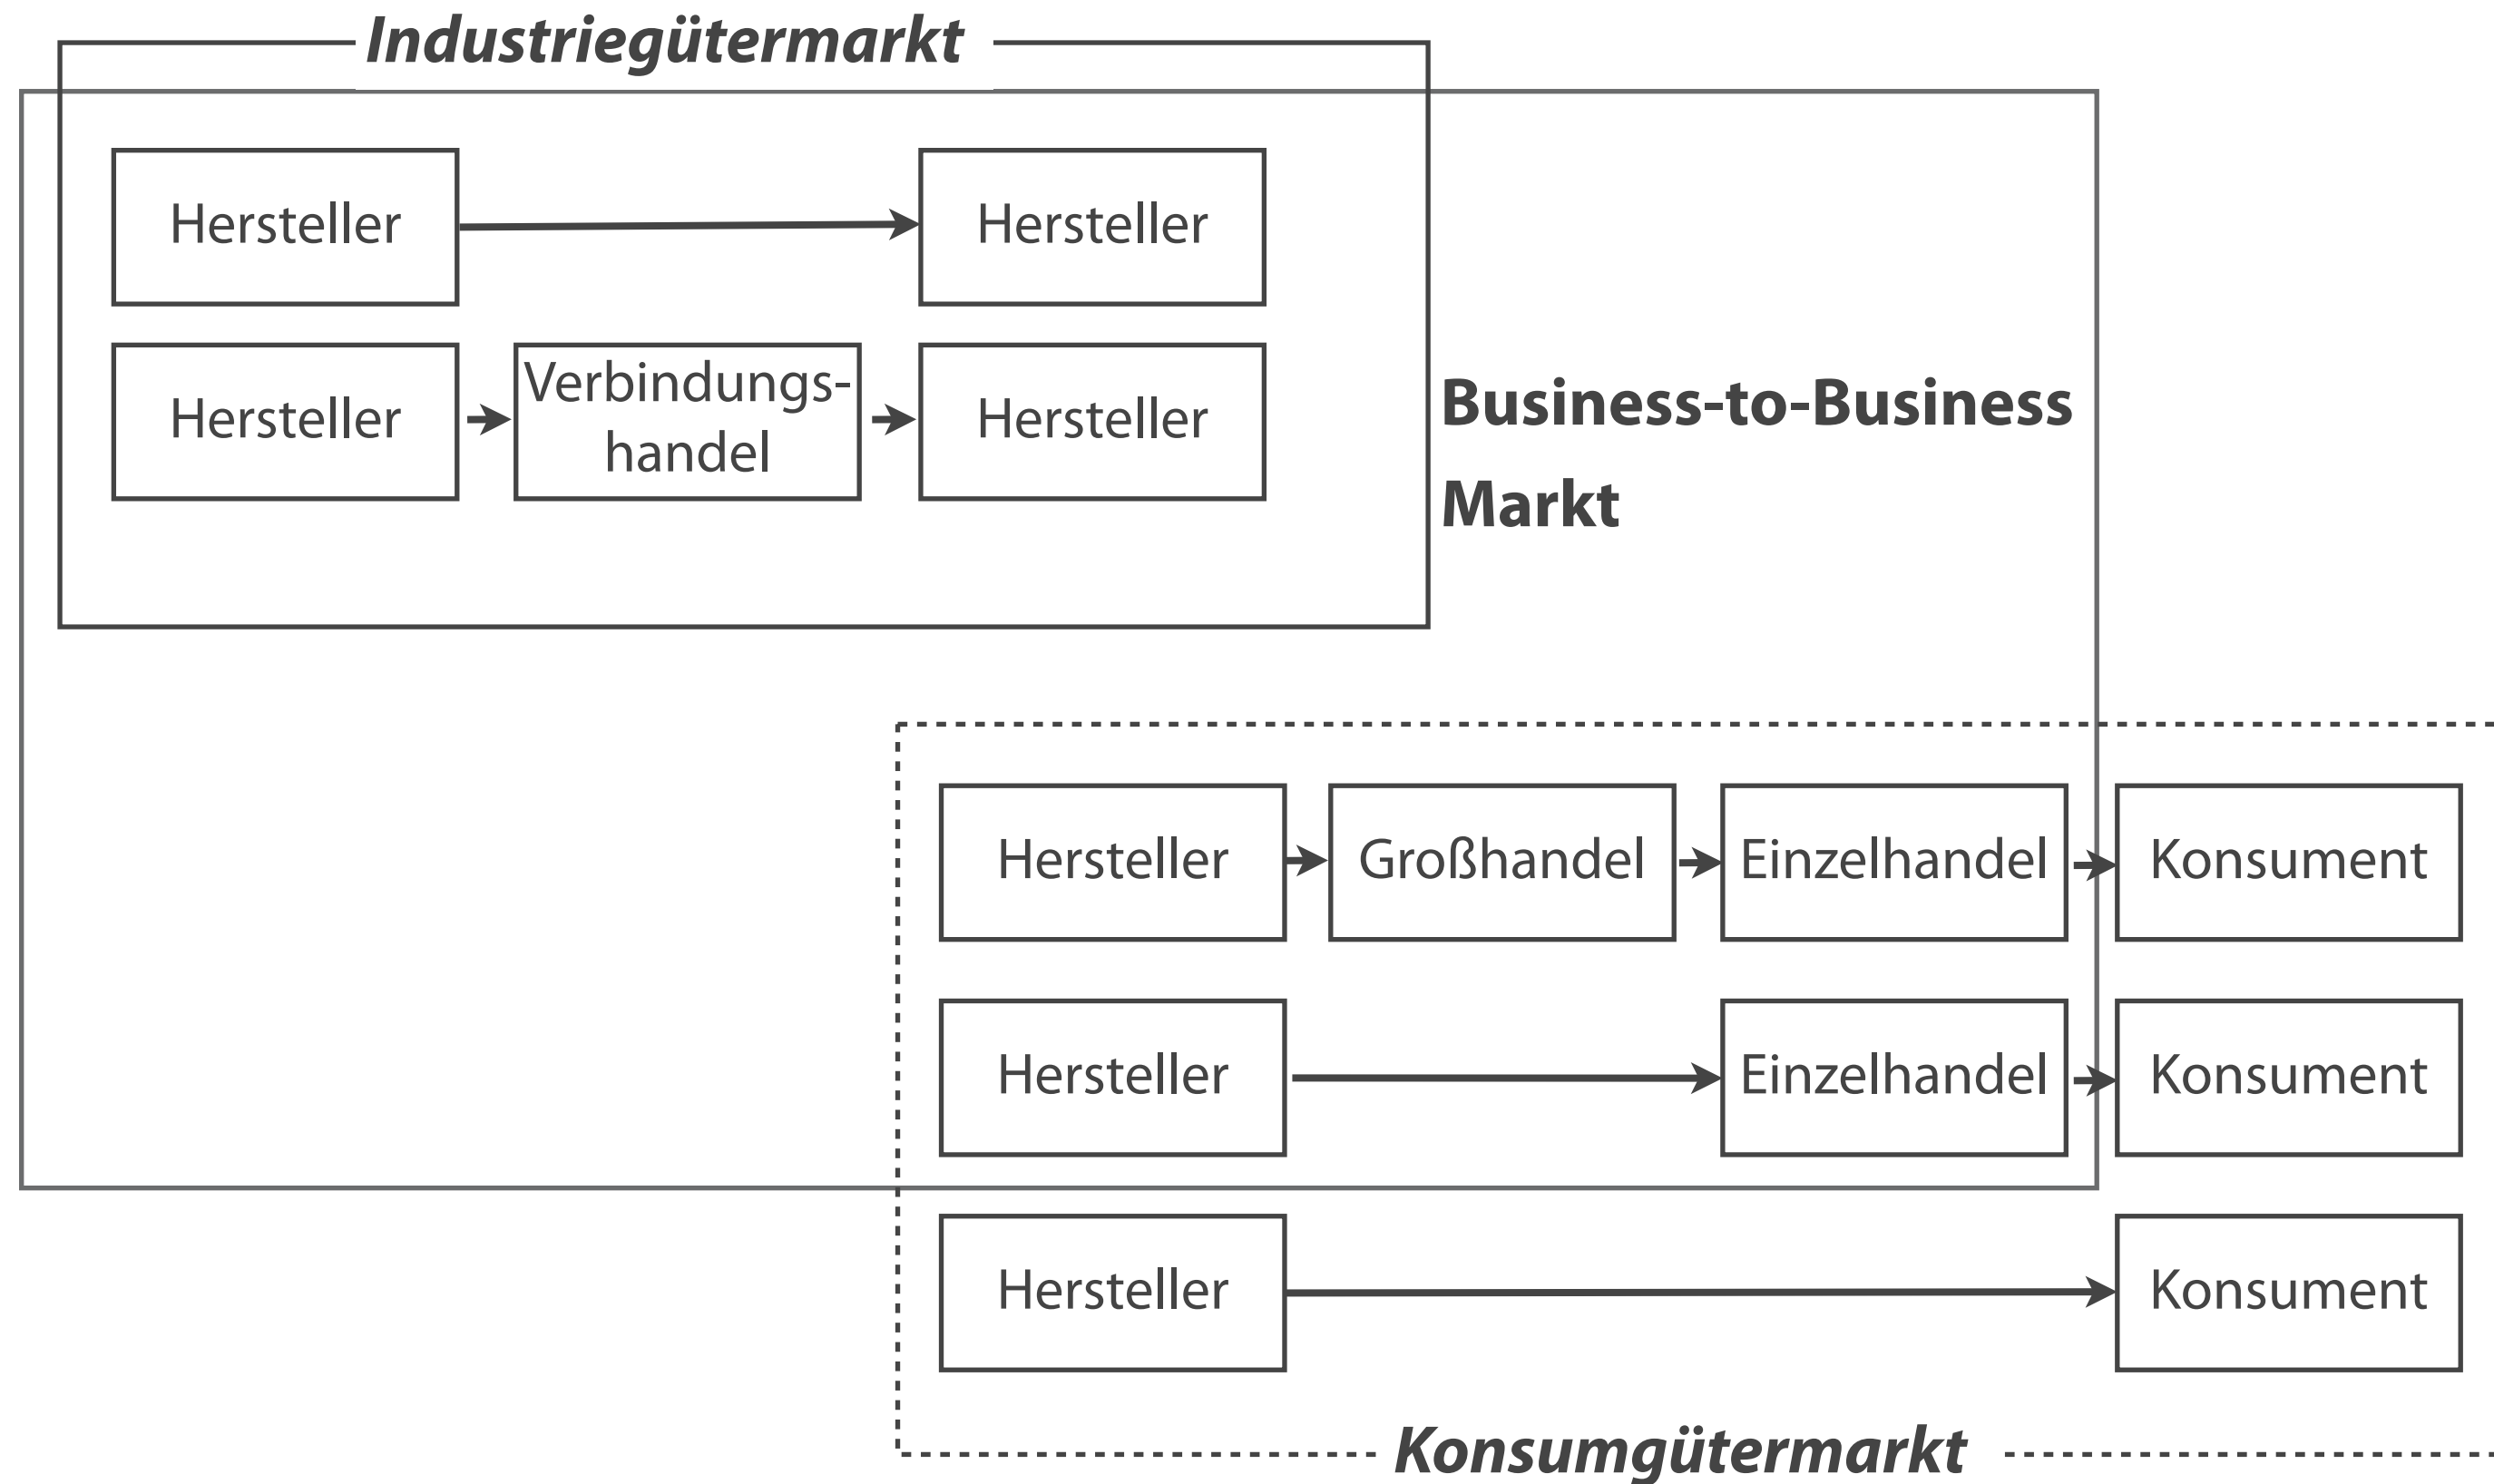 Industriegütermarkt
Hersteller
Hersteller
Hersteller
Verbindungs-
handel
Hersteller
Business-to-Business
Markt
Hersteller
Großhandel
Einzelhandel
Konsument
Hersteller
Einzelhandel
Konsument
Hersteller
Konsument
Konsumgütermarkt